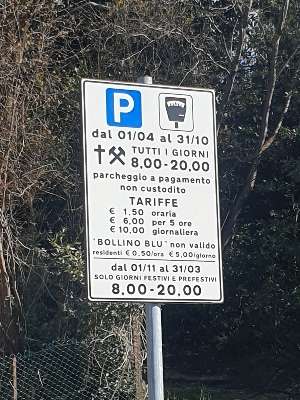 P
dal 01/04 al 31/10
TUTTI I GIORNI
8,00-20,00
parcheggio a pagamento
non custodito
TARIFFE
€ 1,50 oraria
€ 6,00 per 5 ore
€ 10,00 giornaliera
"BOLLINO BLU" non valido
residenti € 0,50/ora € 5,00/giorno
dal 01/11 al 31/03
SOLO GIORNI FESTIVI E PREFESTIVI
8,00-20,00